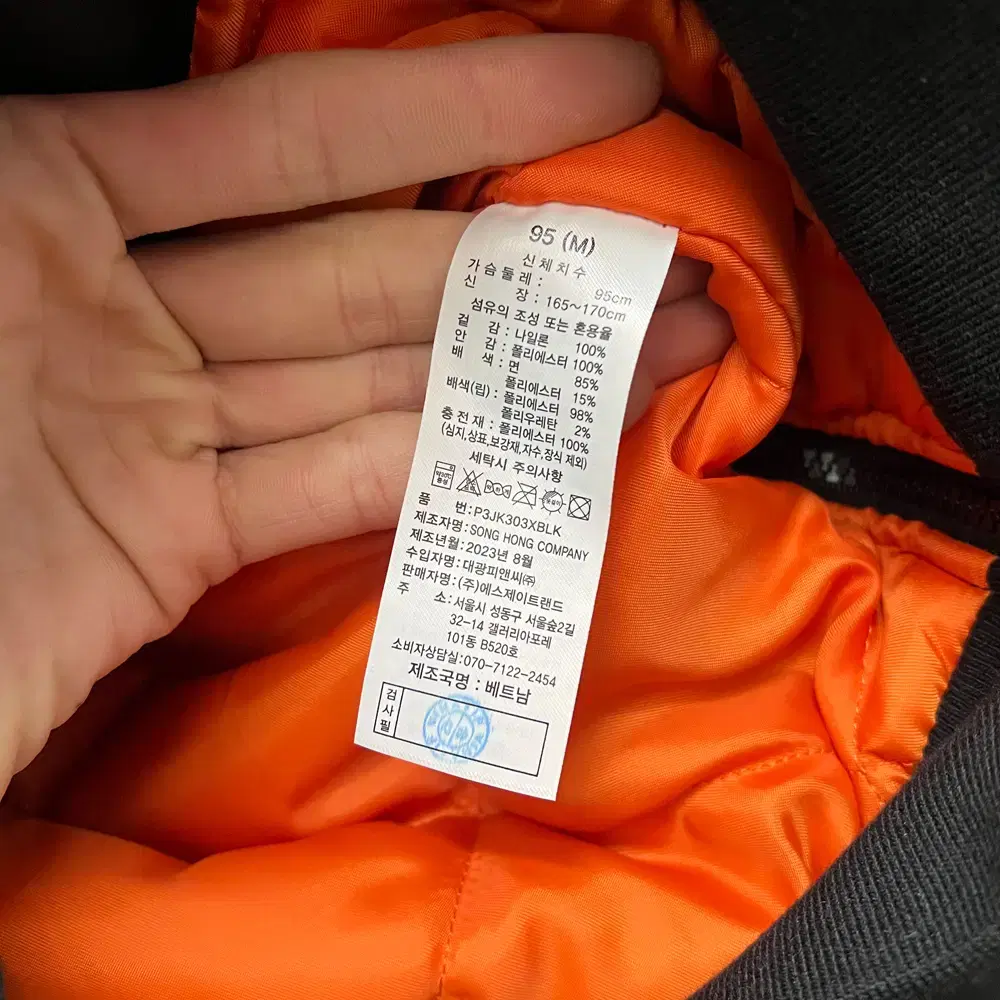 95 (M)
신체치수
가슴둘레 : 95cm
신 장 : 165~170cm
섬유의 조성 또는 혼용율
겉 감 : 나일론 100%
안 감 : 폴리에스터 100%
배 색 : 면 85%
폴리에스터 15%
배색(립) : 폴리에스터 98%
폴리우레탄 2%
충전재 : 폴리에스터 100%
(심지,상표,보강재,자수,장식 제외)
세탁시 주의사항
품 번:P3JK303XBLK
제조자명:SONG HONG COMPANY
제조년월:2023년 8월
수입자명:대광피앤씨㈜
판매자명:(주)에스제이트랜드
주 소:서울시 성동구 서울숲2길
32-14 갤러리아포레
101동 B520호
소비자상담실:070-7122-2454
제조국명 : 베트남
검사필